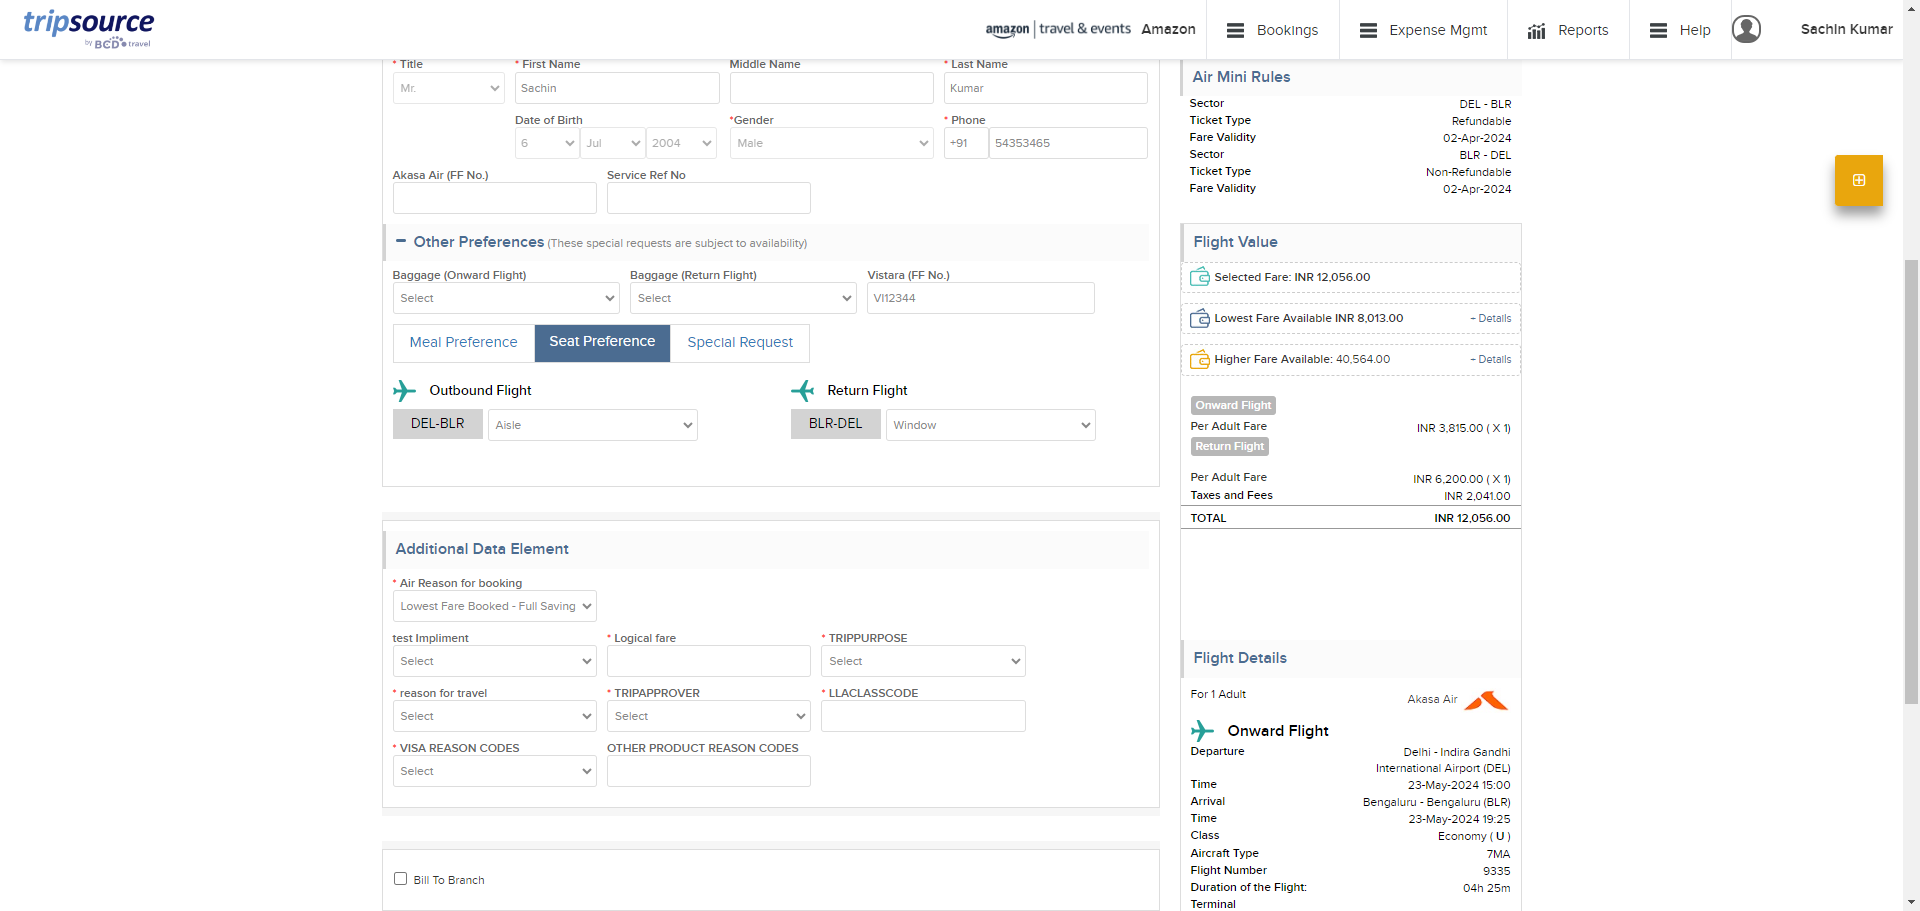 tripsource
by BCD travel
amazon | travel & events Amazon
Bookings
Expense Mgmt
Reports
Help
Sachin Kumar
* Title
* First Name
Middle Name
* Last Name
Mr.
Sachin
Kumar
Date of Birth
*Gender
* Phone
6
Jul
2004
Male
+91
54353465
Akasa Air (FF No.)
Service Ref No
Other Preferences (These special requests are subject to availability)
Baggage (Onward Flight)
Baggage (Return Flight)
Vistara (FF No.)
Select
Select
VI12344
Meal Preference
Seat Preference
Special Request
Outbound Flight
Return Flight
DEL-BLR
Aisle
BLR-DEL
Window
Additional Data Element
* Air Reason for booking
Lowest Fare Booked - Full Saving
test Impliment
* Logical fare
* TRIPPURPOSE
Select
Select
* reason for travel
* TRIPAPPROVER
* LLACLASSCODE
Select
Select
* VISA REASON CODES
OTHER PRODUCT REASON CODES
Select
Bill To Branch
Air Mini Rules
Sector DEL - BLR
Ticket Type Refundable
Fare Validity 02-Apr-2024
Sector BLR - DEL
Ticket Type Non-Refundable
Fare Validity 02-Apr-2024
Flight Value
Selected Fare: INR 12,056.00
Lowest Fare Available INR 8,013.00 + Details
Higher Fare Available: 40,564.00 + Details
Onward Flight
Per Adult Fare INR 3,815.00 ( X 1)
Return Flight
Per Adult Fare INR 6,200.00 ( X 1)
Taxes and Fees INR 2,041.00
TOTAL INR 12,056.00
Flight Details
For 1 Adult Akasa Air
Onward Flight
Departure Delhi - Indira Gandhi
International Airport (DEL)
Time 23-May-2024 15:00
Arrival Bengaluru - Bengaluru (BLR)
Time 23-May-2024 19:25
Class Economy ( U )
Aircraft Type 7MA
Flight Number 9335
Duration of the Flight: 04h 25m
Terminal